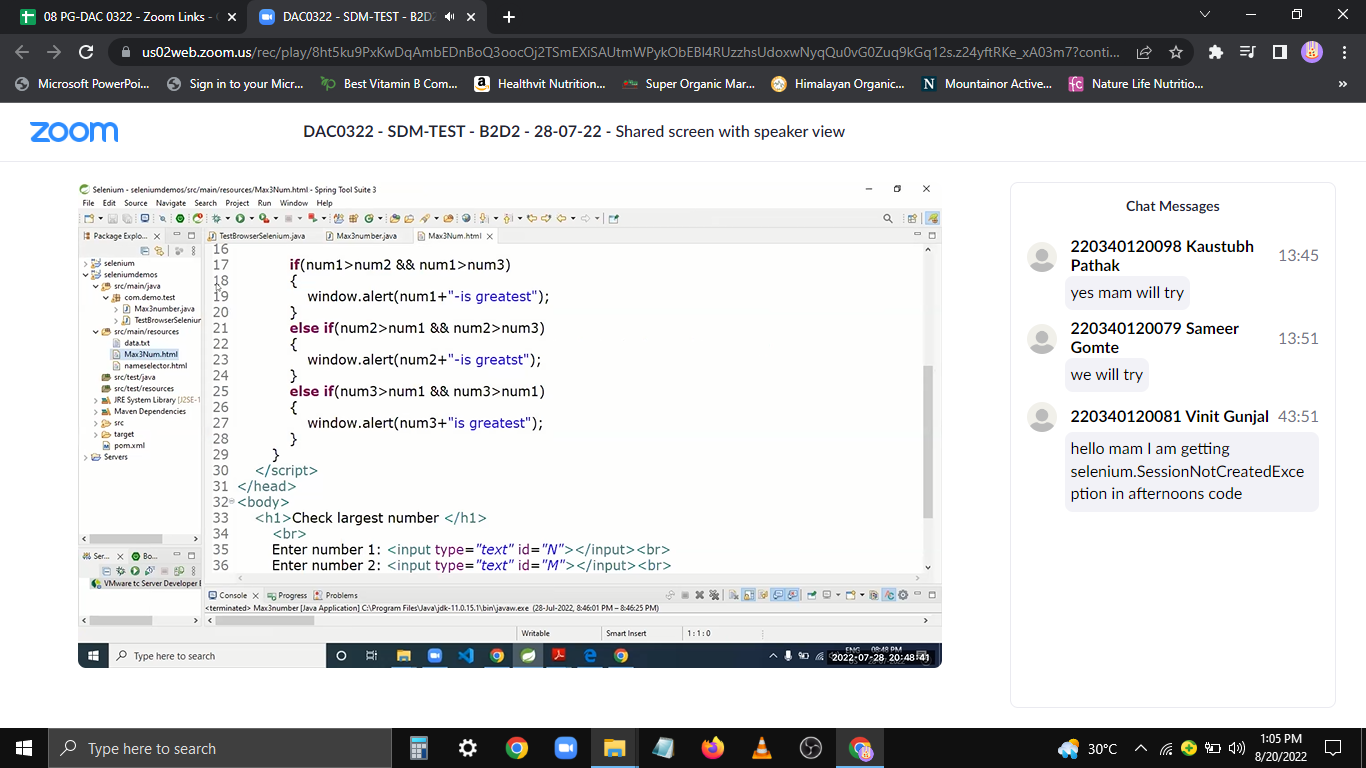 08 PG-DAC 0322 - Zoom Links -
DAC0322 - SDM-TEST - B2D2
us02web.zoom.us/rec/play/8ht5ku9PxKwDqAmbEDnBoQ3oocOj2TSmEXiSAUtmWPykObEBl4RUzzhsUdoxwNyqQu0vG0Zuq9kGq12s.z24yftRKe_xA03m7?conti...
Microsoft PowerPoi... Sign in to your Micr... Best Vitamin B Com... Healthvit Nutrition... Super Organic Mar... Himalayan Organic... Mountainor Active... Nature Life Nutritio... »
zoom
DAC0322 - SDM-TEST - B2D2 - 28-07-22 - Shared screen with speaker view
Selenium - seleniumdemos/src/main/resources/Max3Num.html - Spring Tool Suite 3
File Edit Source Navigate Search Project Run Window Help
Package Explo...
selenium
seleniumdemos
src/main/java
com.demo.test
Max3number.java
TestBrowserSeleniur
src/main/resources
data.txt
Max3Num.html
nameselector.html
src/test/java
src/test/resources
JRE System Library [J2SE-1
Maven Dependencies
src
target
pom.xml
Servers
Ser... Bo...
VMware tc Server Developer E
TestBrowserSelenium.java Max3number.java Max3Num.html
16
17 if(num1>num2 && num1>num3)
18 {
19 window.alert(num1+"-is greatest");
20 }
21 else if(num2>num1 && num2>num3)
22 {
23 window.alert(num2+"-is greatst");
24 }
25 else if(num3>num1 && num3>num1)
26 {
27 window.alert(num3+"is greatest");
28 }
29 }
30 </script>
31 </head>
32 <body>
33 <h1>Check largest number </h1>
34 <br>
35 Enter number 1: <input type="text" id="N"></input><br>
36 Enter number 2: <input type="text" id="M"></input><br>
Console Progress Problems
<terminated> Max3number [Java Application] C:\Program Files\Java\jdk-11.0.15.1\bin\javaw.exe (28-Jul-2022, 8:46:01 PM – 8:46:25 PM)
Writable Smart Insert 1 : 1 : 0
Type here to search
ENG 08:48 PM
2022-07-28 20:48:41
Chat Messages
220340120098 Kaustubh
Pathak 13:45
yes mam will try
220340120079 Sameer
Gomte 13:51
we will try
220340120081 Vinit Gunjal 43:51
hello mam I am getting
selenium.SessionNotCreatedExce
ption in afternoons code
Type here to search
30°C
1:05 PM
8/20/2022